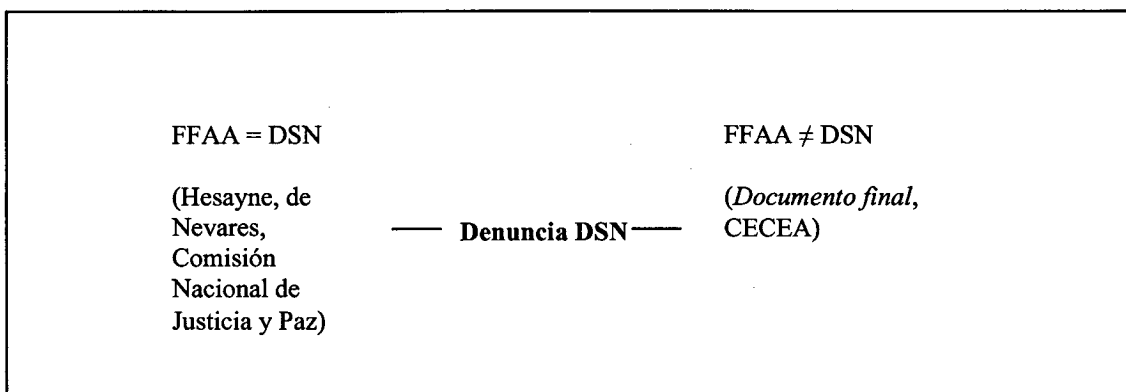 FFAA = DSN
(Hesayne, de
Nevares,
Comisión
Nacional de
Justicia y Paz)
Denuncia DSN
FFAA ≠ DSN
(Documento final,
CECEA)